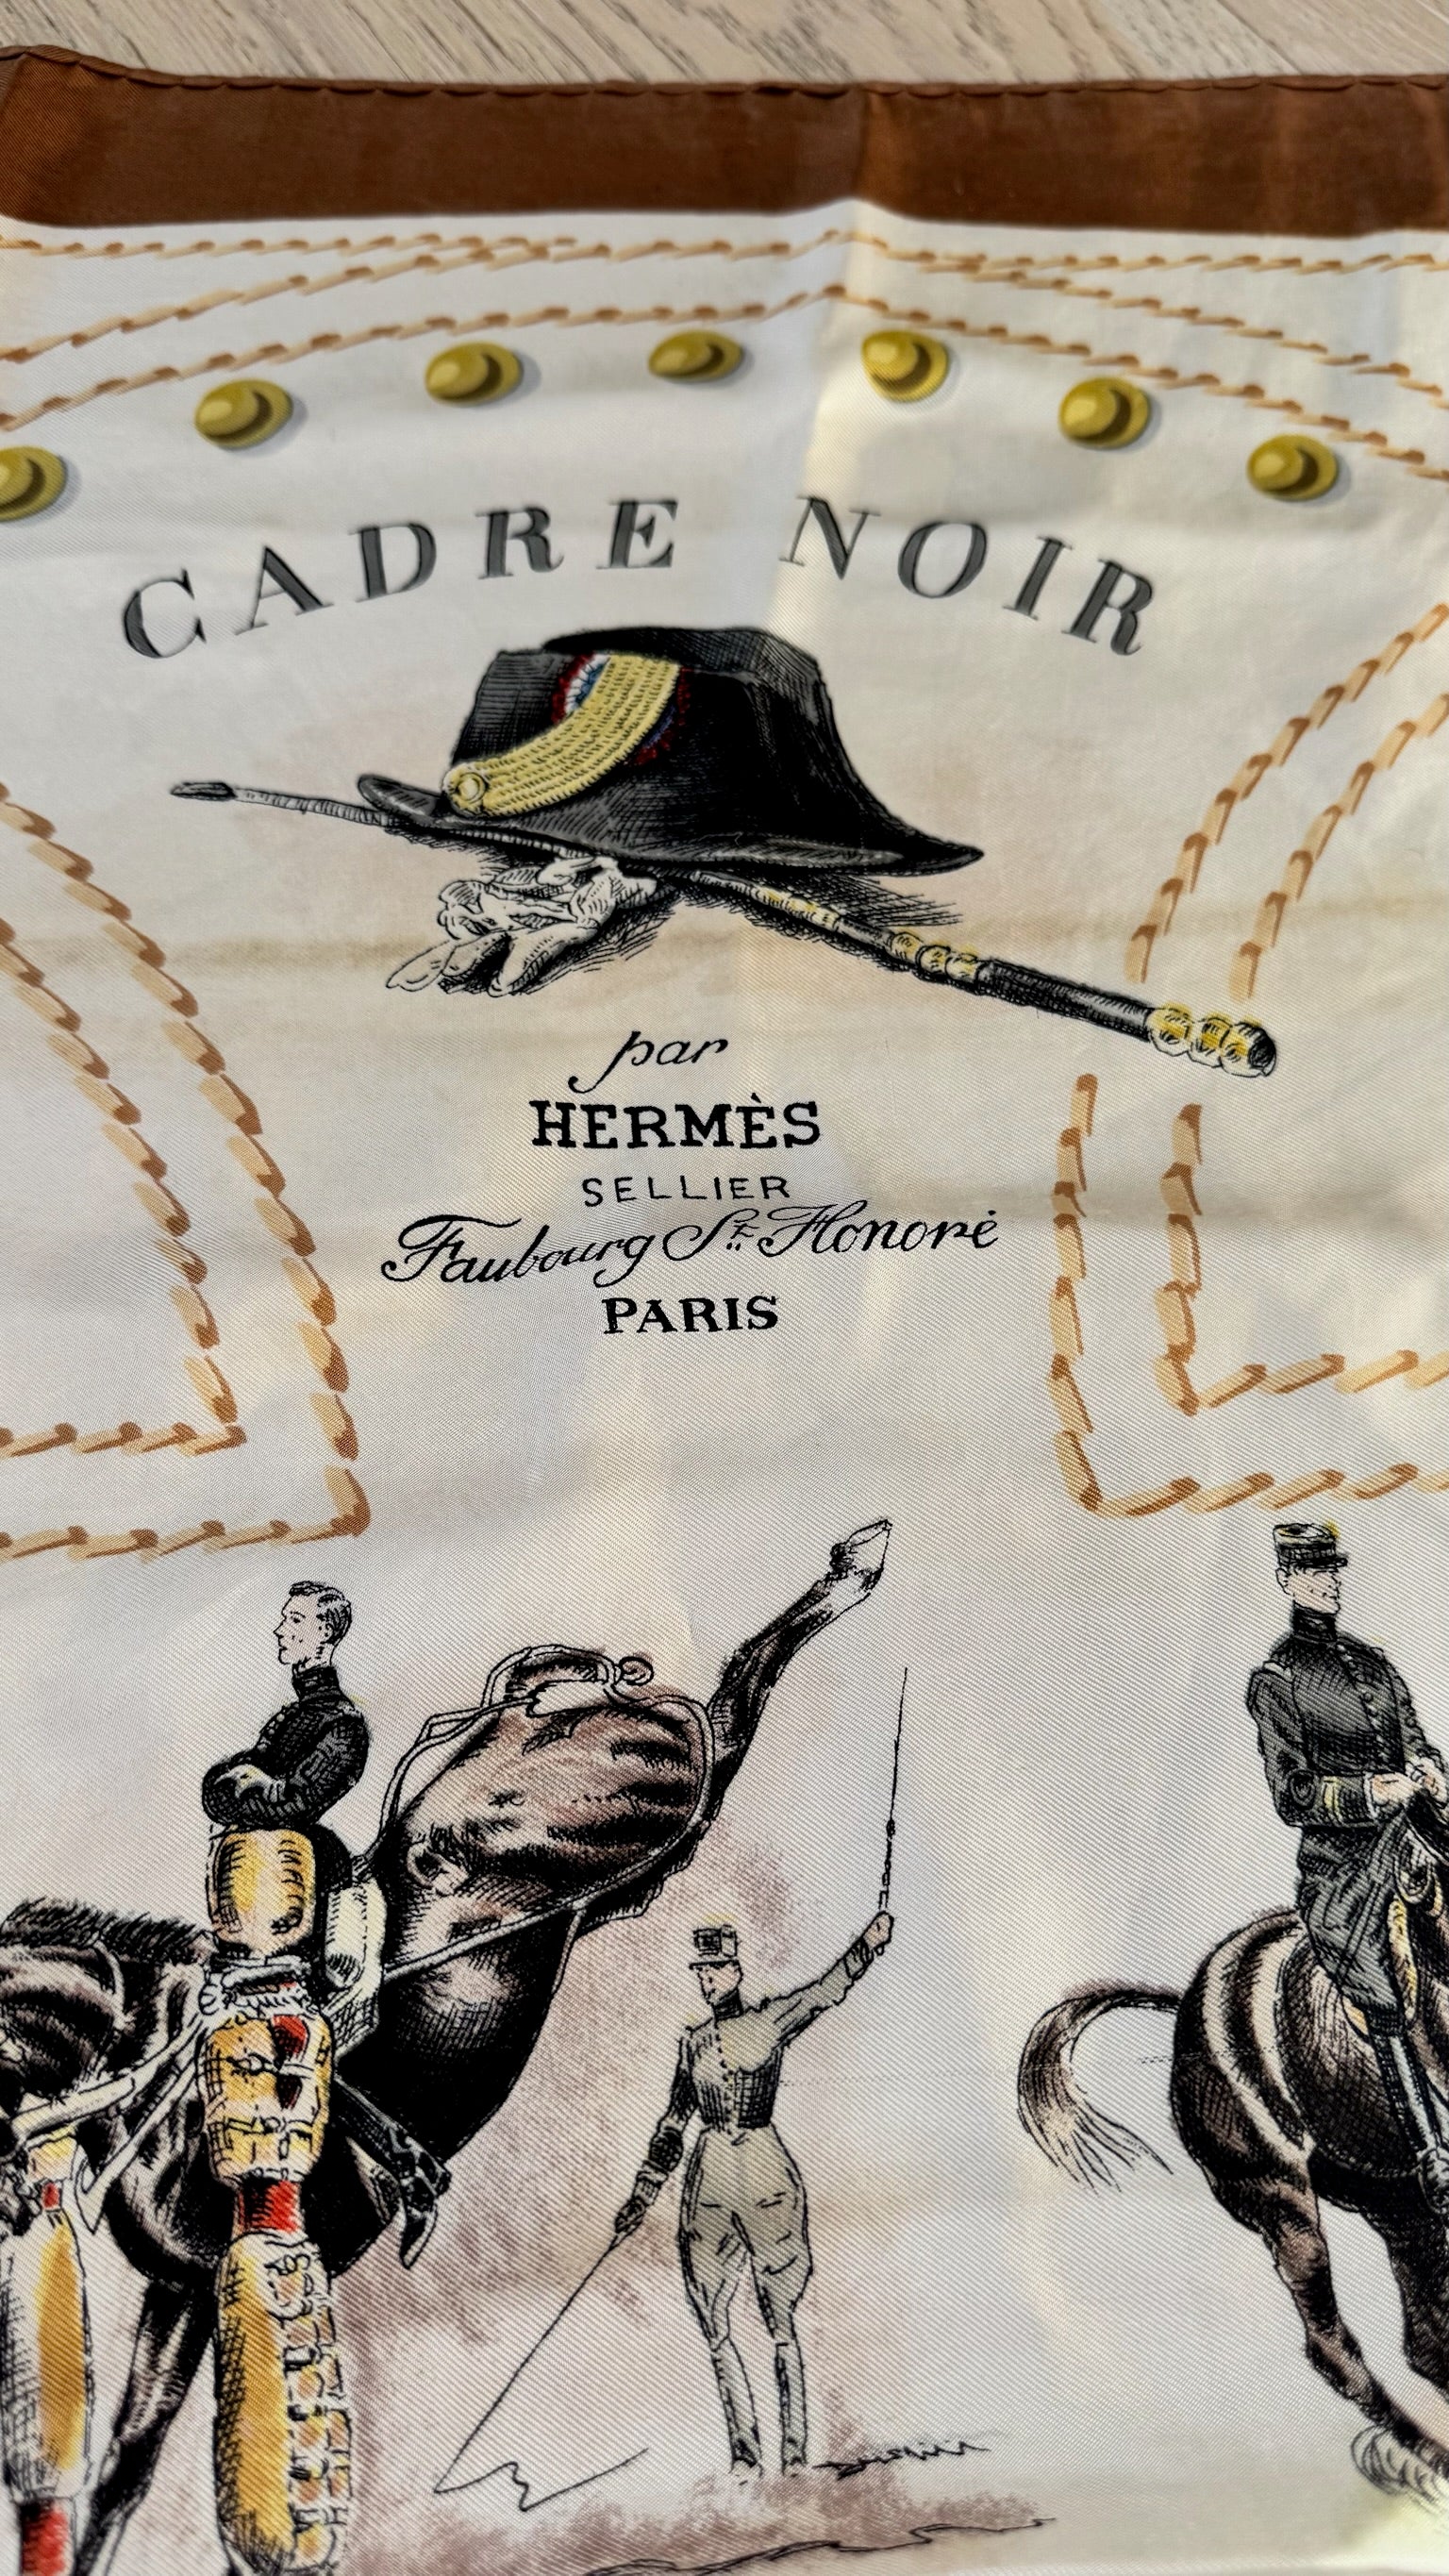 CADRE NOIR
par
HERMÈS
SELLIER
Faubourg St. Honoré
PARIS